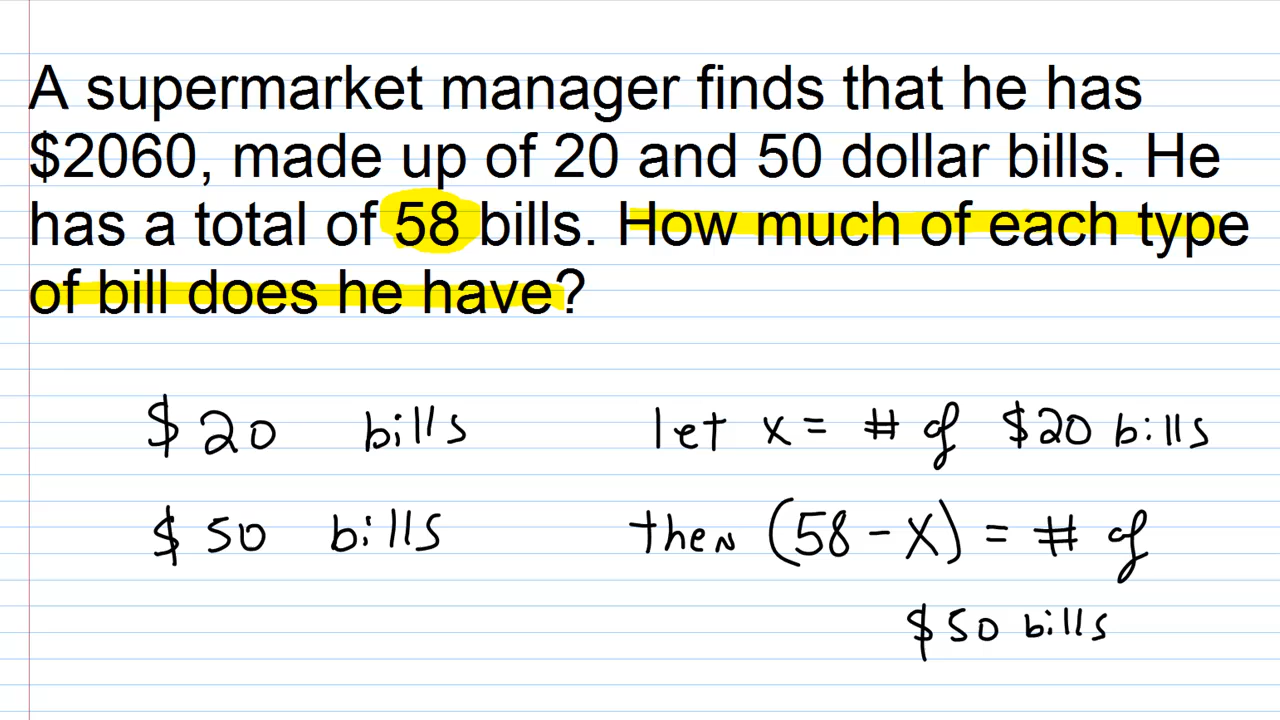 A supermarket manager finds that he has
$2060, made up of 20 and 50 dollar bills. He
has a total of 58 bills. How much of each type
of bill does he have?
$20 bills let x = # of $20 bills
$50 bills then (58 - x) = # of
$50 bills